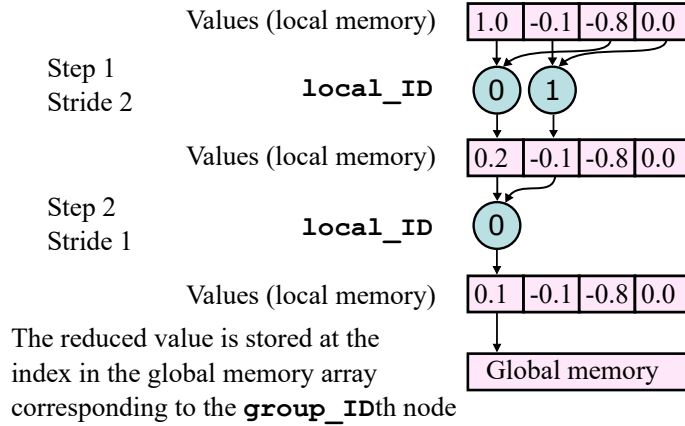 Values (local memory) 1.0 -0.1 -0.8 0.0
Step 1
Stride 2
local_ID 0 1
Values (local memory) 0.2 -0.1 -0.8 0.0
Step 2
Stride 1
local_ID 0
Values (local memory) 0.1 -0.1 -0.8 0.0
The reduced value is stored at the
index in the global memory array
corresponding to the group_IDth node
Global memory